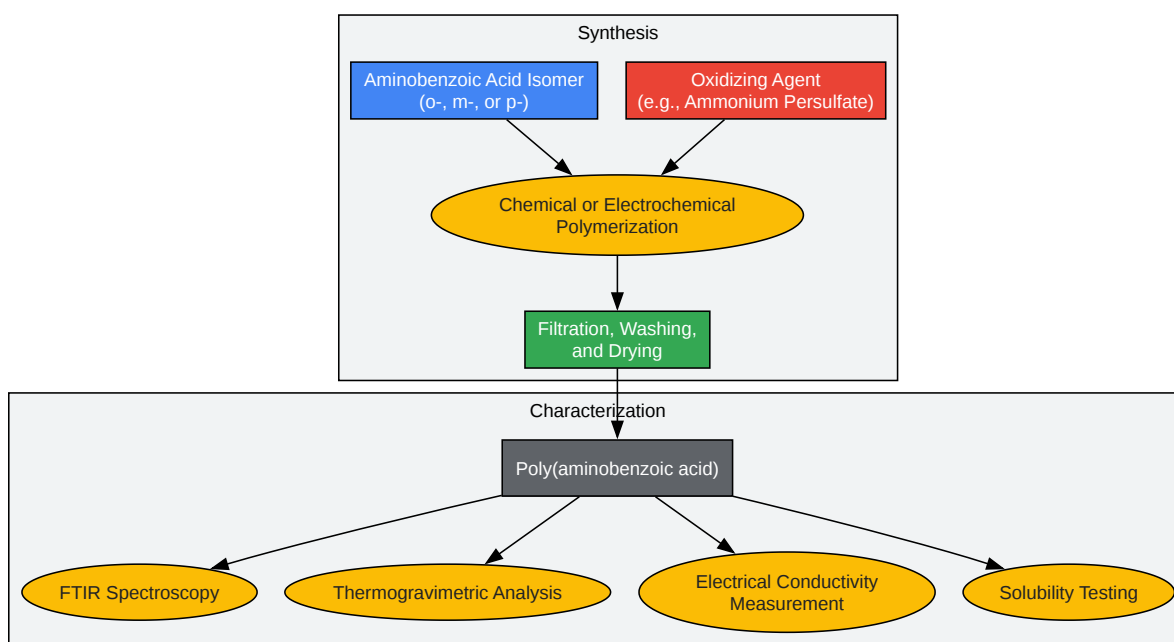 Synthesis
Aminobenzoic Acid Isomer
(o-, m-, or p-)
Oxidizing Agent
(e.g., Ammonium Persulfate)
Chemical or Electrochemical
Polymerization
Filtration, Washing,
and Drying
Characterization
Poly(aminobenzoic acid)
FTIR Spectroscopy
Thermogravimetric Analysis
Electrical Conductivity
Measurement
Solubility Testing